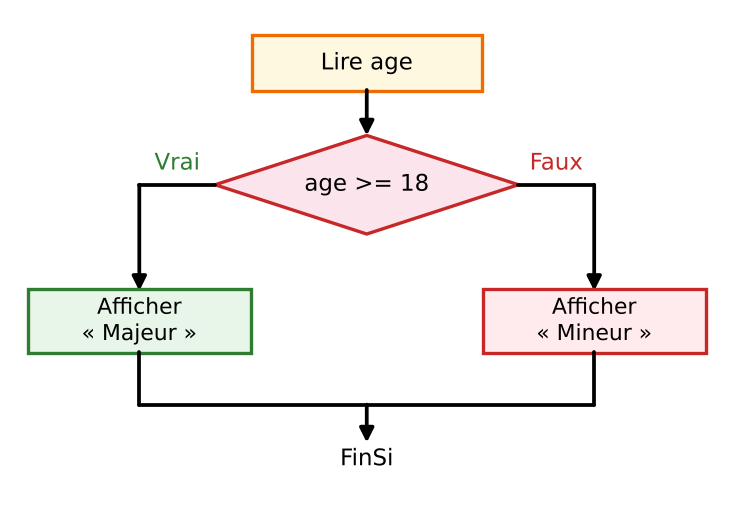 Lire age
Vrai
Faux
age >= 18
Afficher
« Majeur »
Afficher
« Mineur »
FinSi